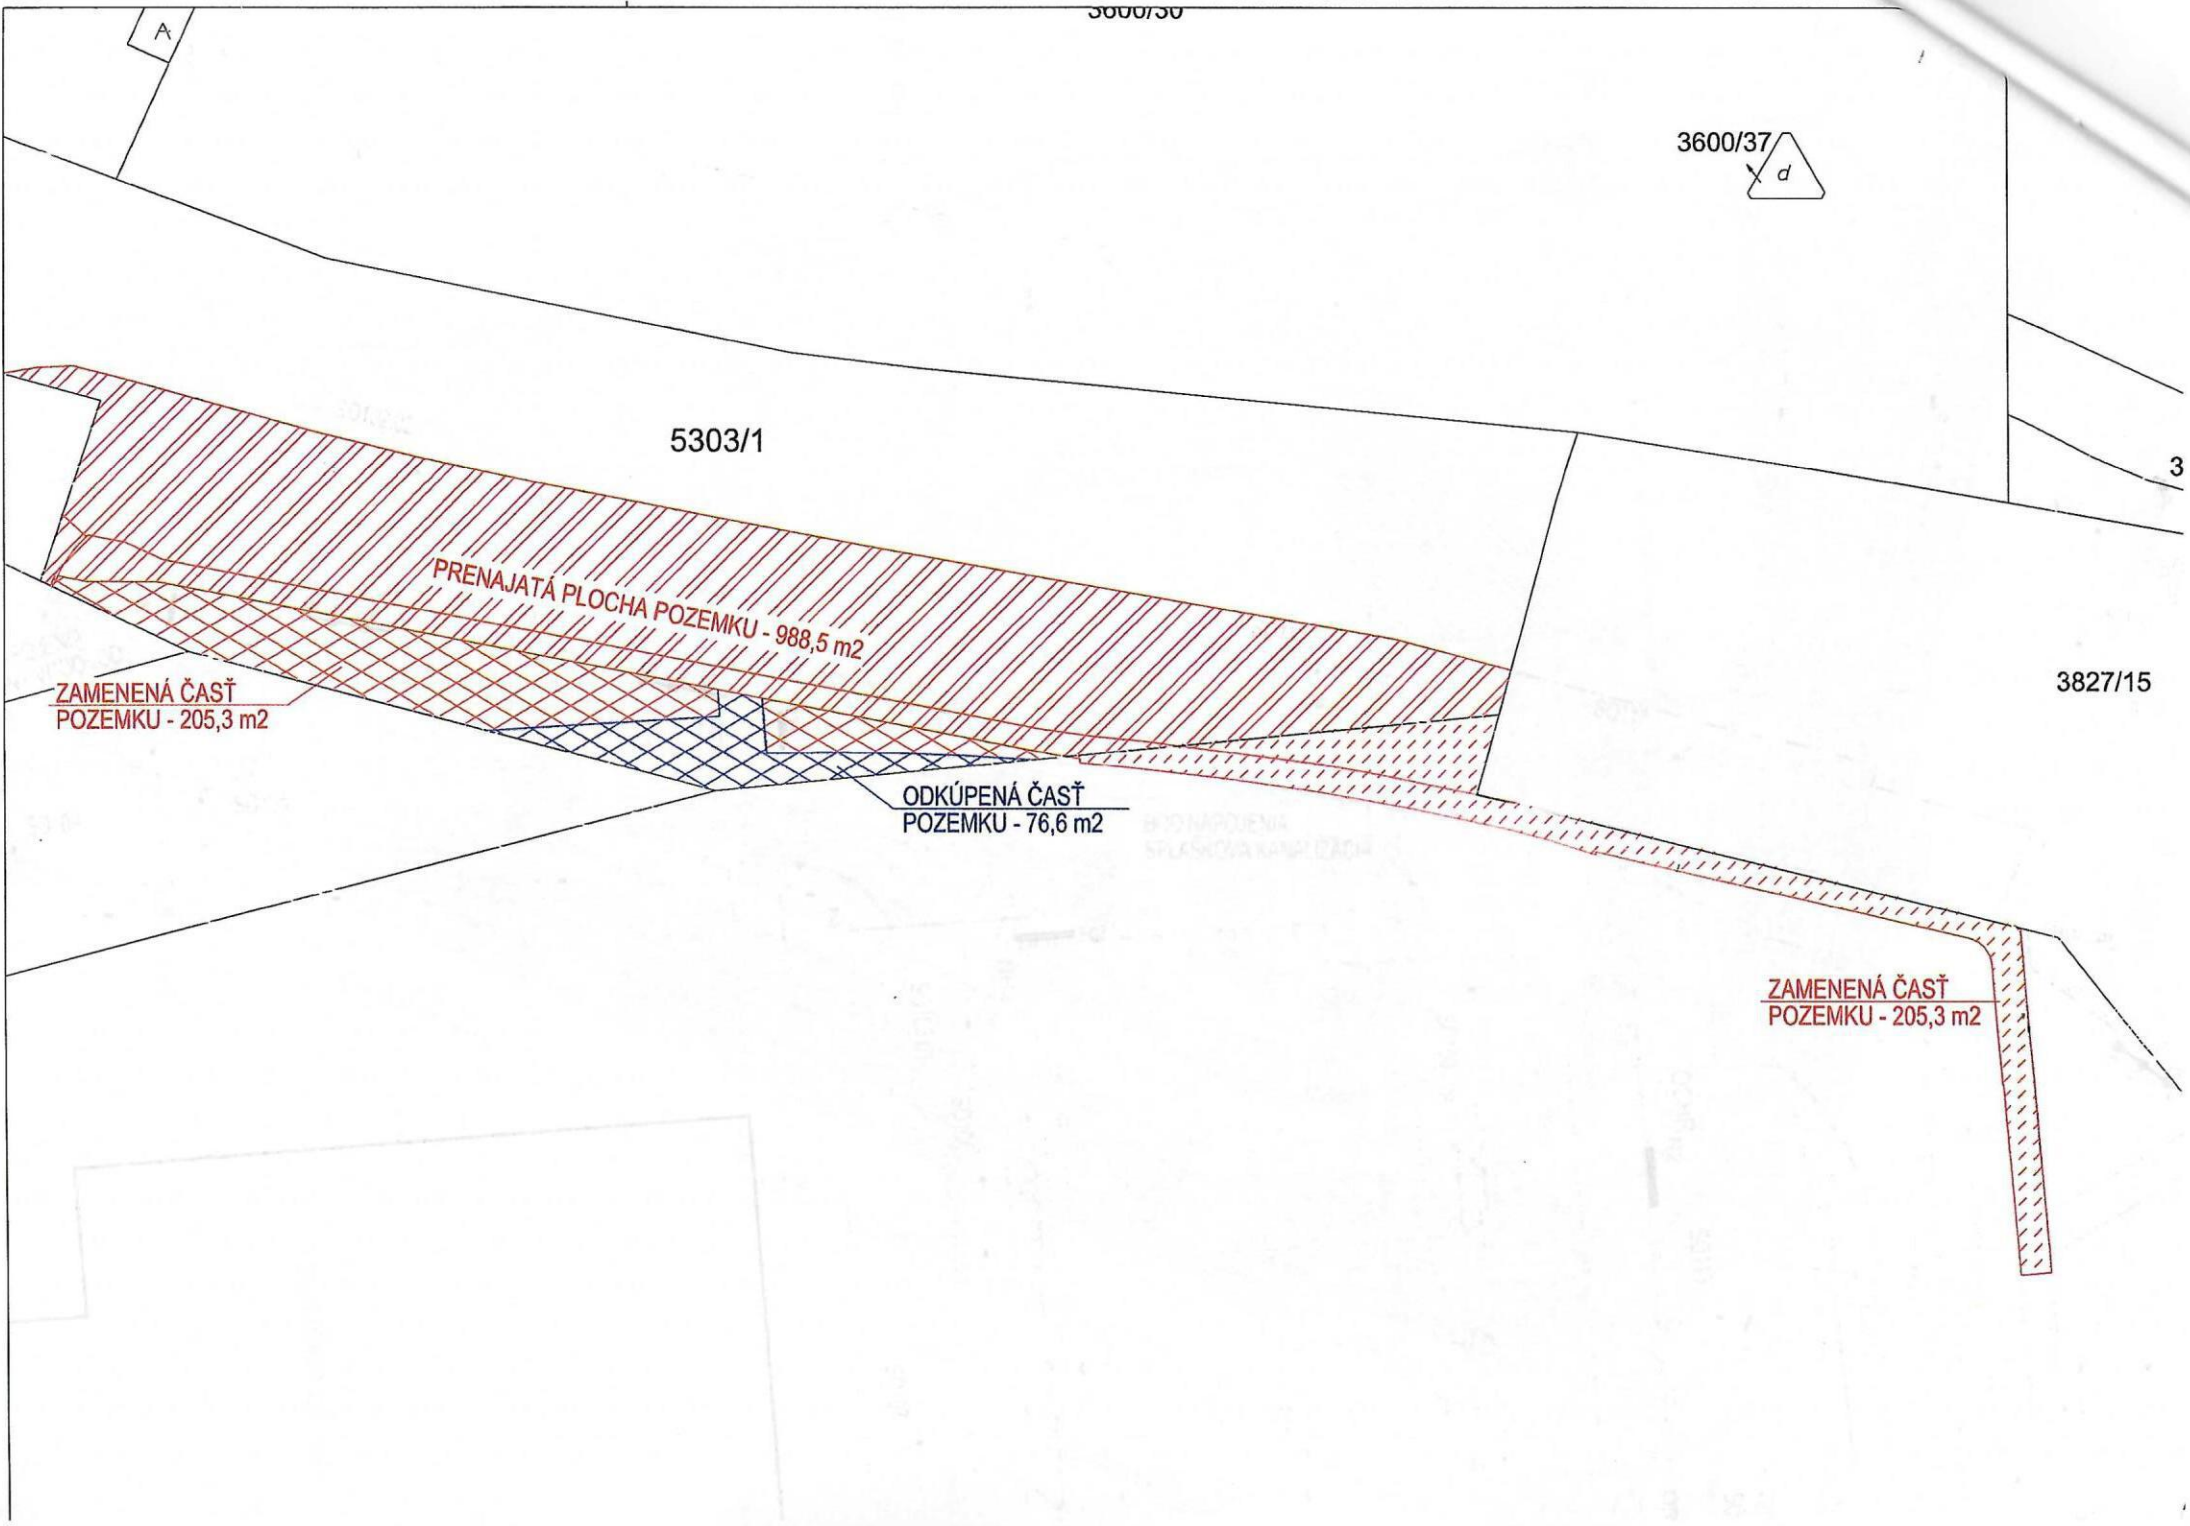 3600/30
A
3600/37
d
5303/1
3
PRENAJATÁ PLOCHA POZEMKU - 988,5 m2
ZAMENENÁ ČASŤ
POZEMKU - 205,3 m2
3827/15
ODKÚPENÁ ČASŤ
POZEMKU - 76,6 m2
ZAMENENÁ ČASŤ
POZEMKU - 205,3 m2